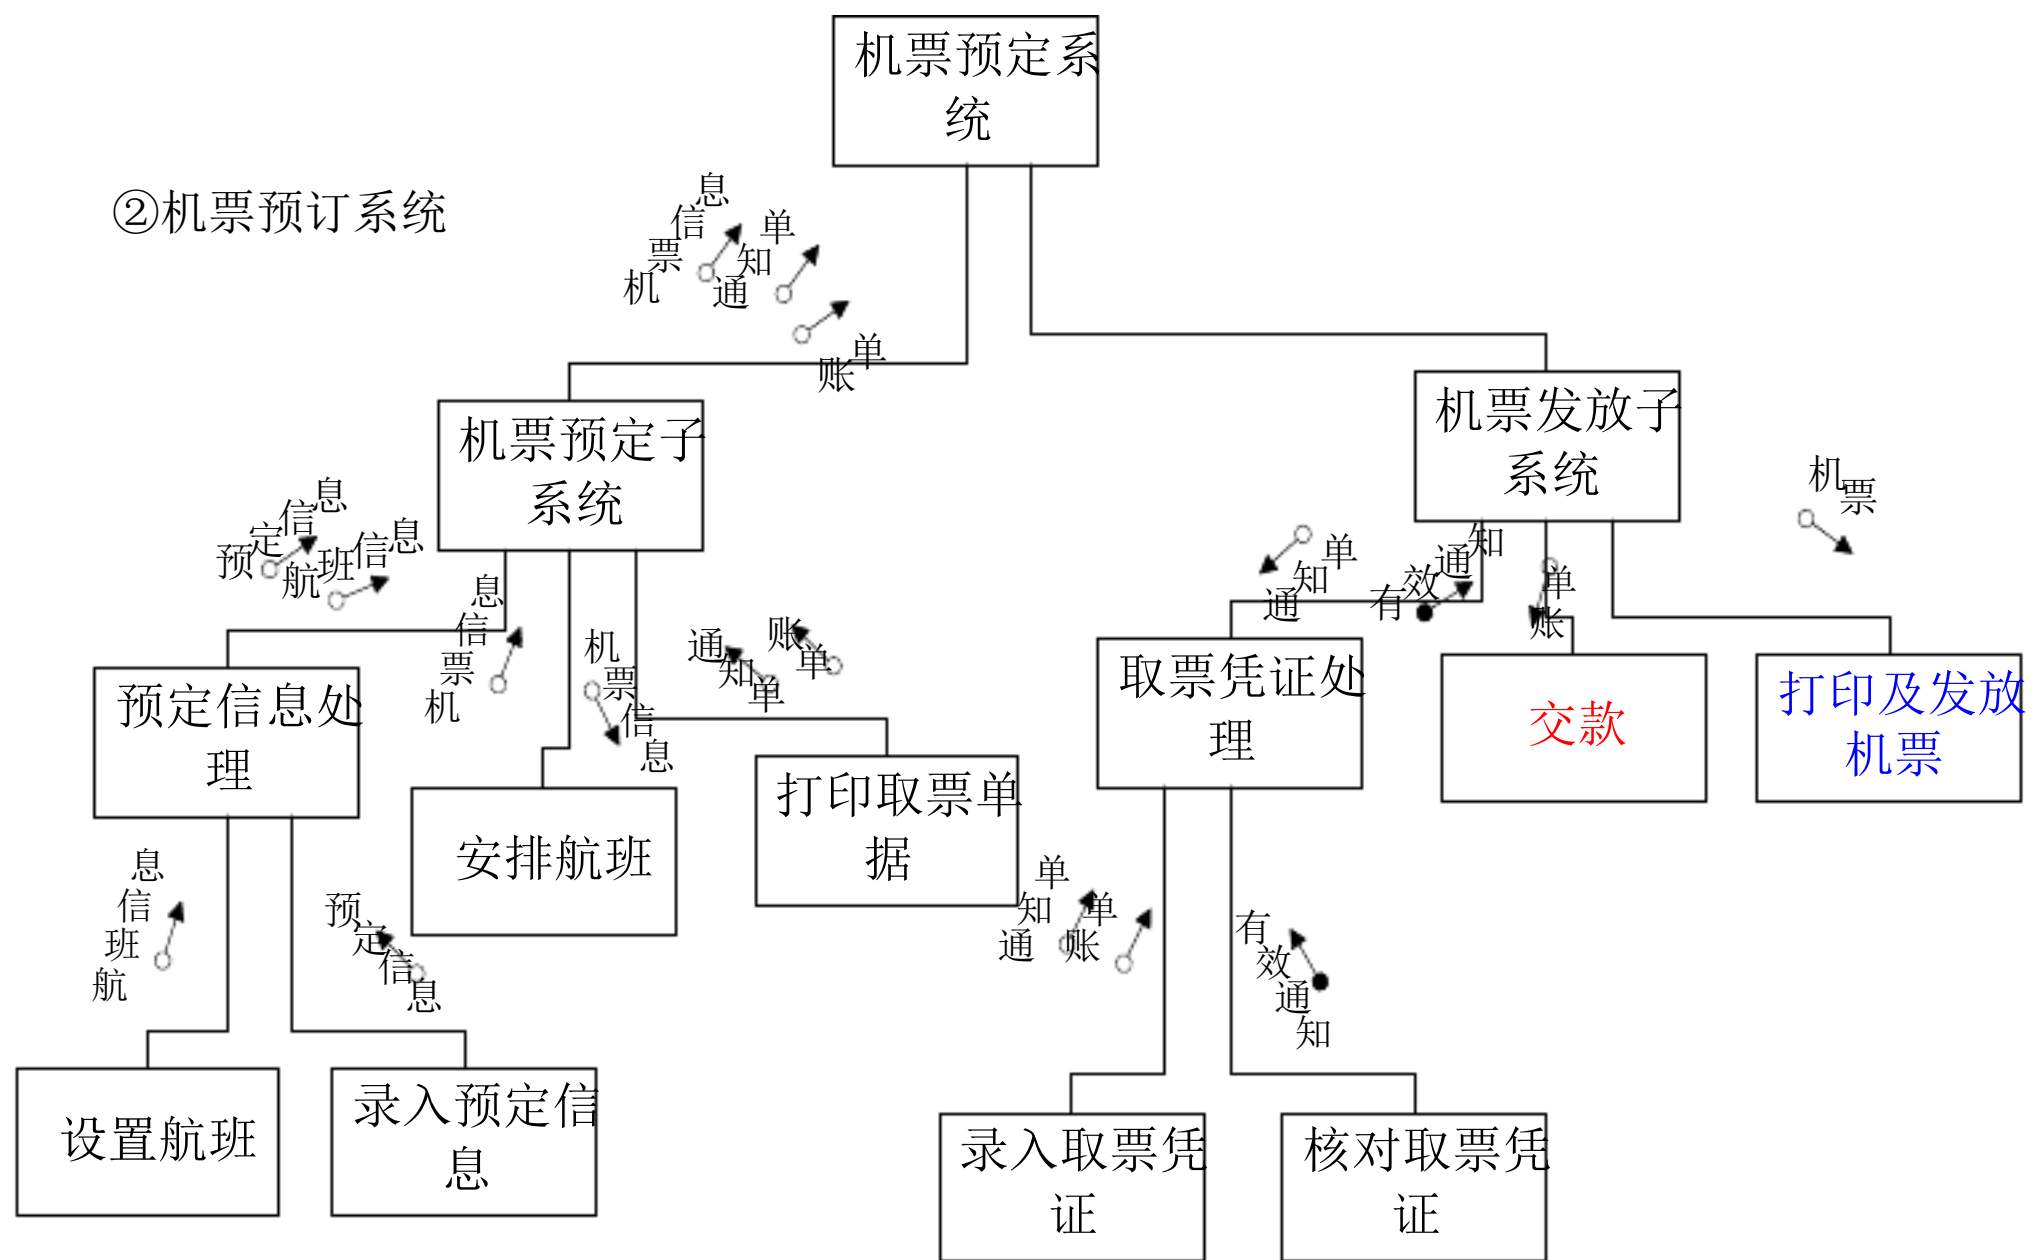 机票预定系
统
②机票预订系统
机票信息
通知单
账单
机票预定子
系统
机票发放子
系统
机票
预定信息
航班信息
机票信息
机票信息
通知单
账单
通知单
有效通知
账单
预定信息处
理
安排航班
打印取票单
据
取票凭证处
理
交款
打印及发放
机票
航班信息
预定信息
通知单
账单
有效通知
设置航班
录入预定信
息
录入取票凭
证
核对取票凭
证